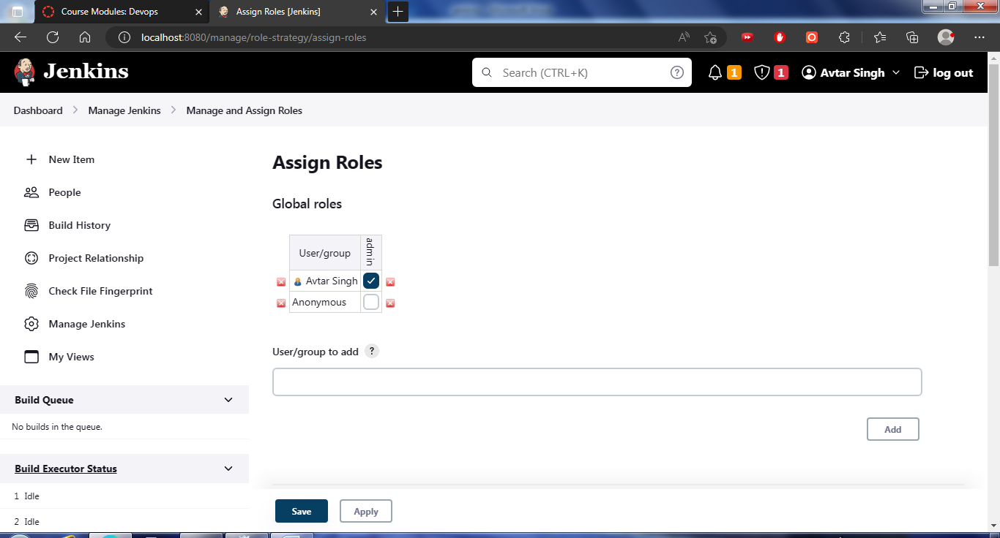 Course Modules: Devops
Assign Roles [Jenkins]
localhost:8080/manage/role-strategy/assign-roles
Jenkins
Search (CTRL+K)
1
1
Avtar Singh
log out
Dashboard
Manage Jenkins
Manage and Assign Roles
New Item
People
Build History
Project Relationship
Check File Fingerprint
Manage Jenkins
My Views
Build Queue
No builds in the queue.
Build Executor Status
1 Idle
2 Idle
Assign Roles
Global roles
User/group admin
Avtar Singh
Anonymous
User/group to add ?
Add
Save Apply